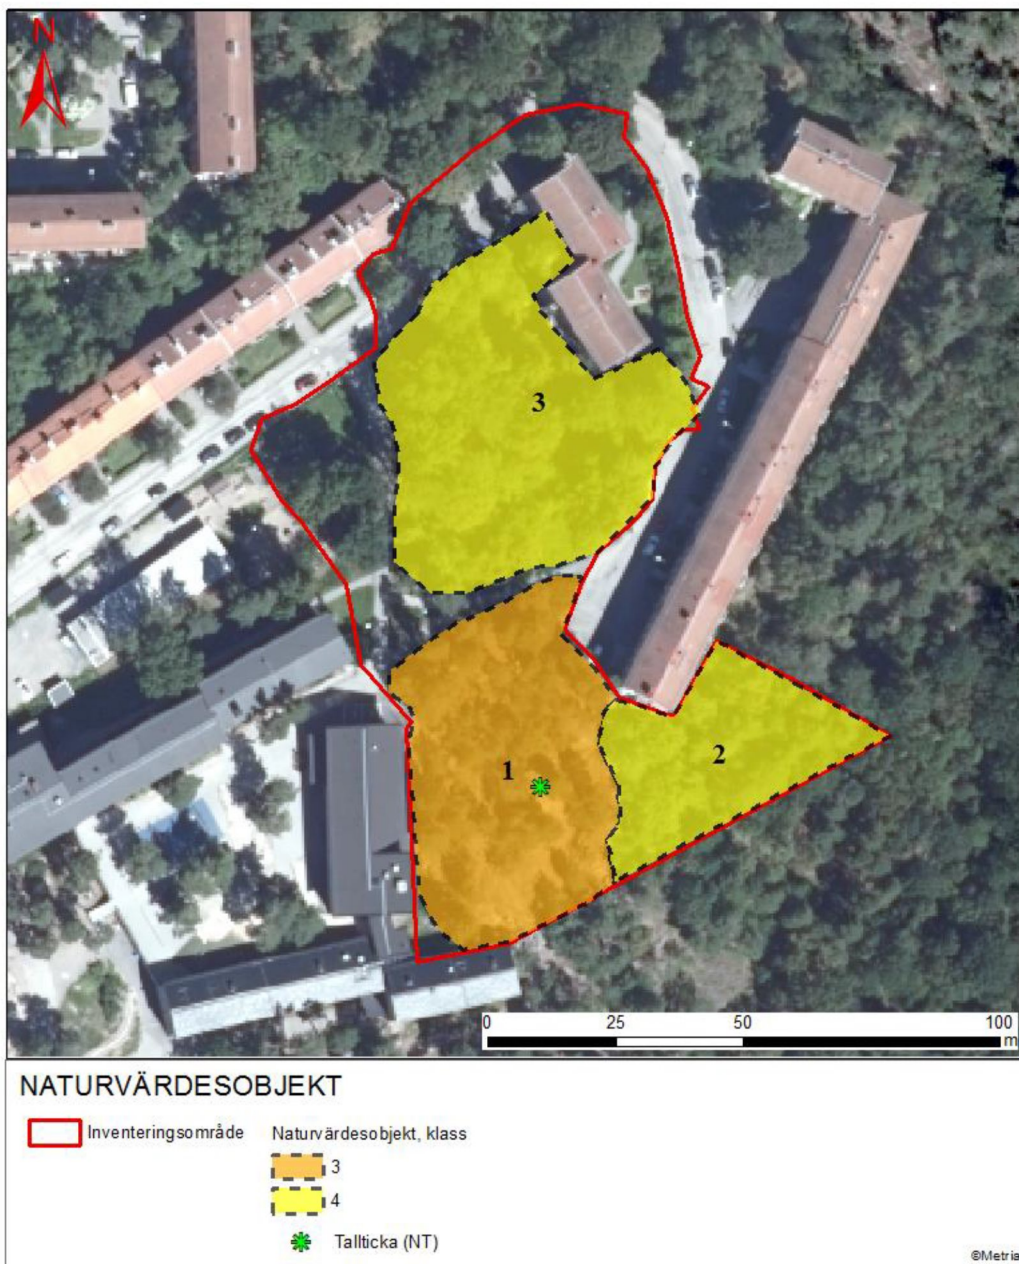 N
3
1
2
0 25 50 100
m
NATURVÄRDESOBJEKT
Inventeringsområde
Naturvärdesobjekt, klass
3
4
Tallticka (NT)
©Metria